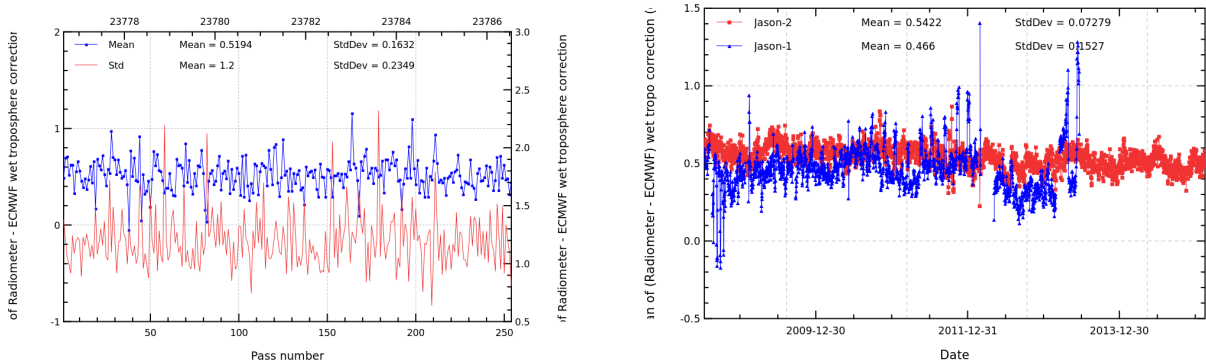 23778 23780 23782 23784 23786
2 3.0
Mean Mean = 0.5194 StdDev = 0.1632
Std Mean = 1.2 StdDev = 0.2349
2.5
1
2.0
1.5
0
1.0
-1 0.5
50 100 150 200 250
Pass number
of Radiometer - ECMWF wet troposphere correction
of Radiometer - ECMWF wet troposphere correction
1.5
Jason-2 Mean = 0.5422 StdDev = 0.07279
Jason-1 Mean = 0.466 StdDev = 0.1527
1.0
0.5
0.0
-0.5
2009-12-30 2011-12-31 2013-12-30
Date
an of (Radiometer - ECMWF) wet tropo correction (